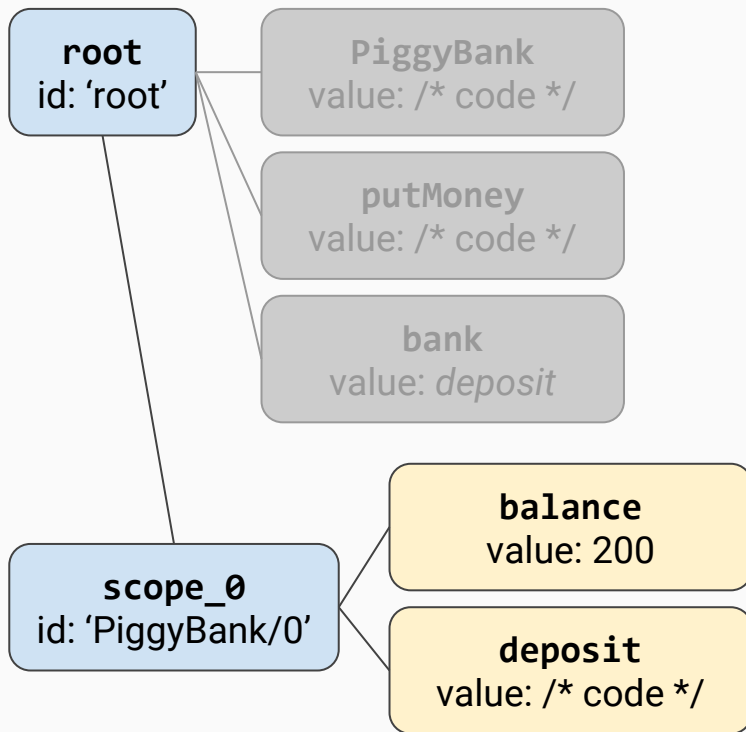 root
id: ‘root’
PiggyBank
value: /* code */
putMoney
value: /* code */
bank
value: deposit
scope_0
id: ‘PiggyBank/0’
balance
value: 200
deposit
value: /* code */